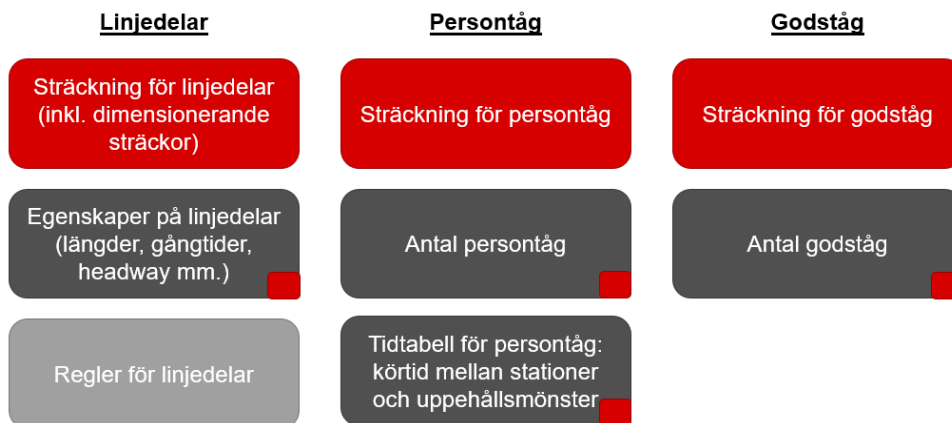 Linjedelar
Persontåg
Godståg
Sträckning för linjedelar
(inkl. dimensionerande
sträckor)
Sträckning för persontåg
Sträckning för godståg
Egenskaper på linjedelar
(längder, gångtider,
headway mm.)
Antal persontåg
Antal godståg
Regler för linjedelar
Tidtabell för persontåg:
körtid mellan stationer
och uppehållsmönster